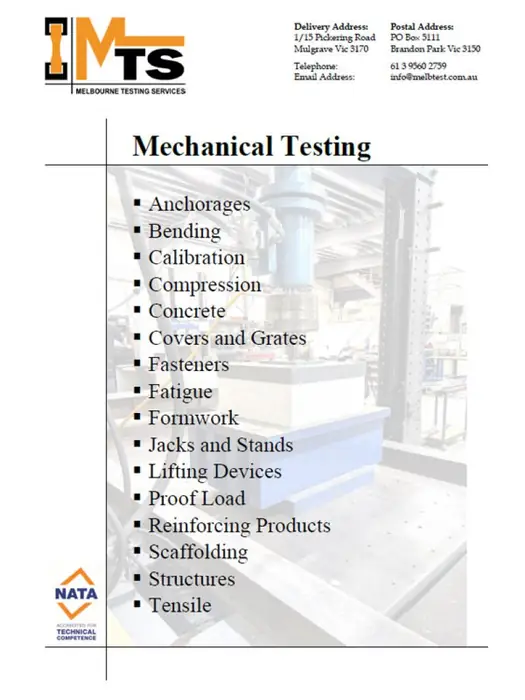 MTS
MELBOURNE TESTING SERVICES
Delivery Address:
1/15 Pickering Road
Mulgrave Vic 3170
Postal Address:
PO Box 5111
Brandon Park Vic 3150
Telephone: 61 3 9560 2759
Email Address: info@melbtest.com.au
Mechanical Testing
▪ Anchorages
▪ Bending
▪ Calibration
▪ Compression
▪ Concrete
▪ Covers and Grates
▪ Fasteners
▪ Fatigue
▪ Formwork
▪ Jacks and Stands
▪ Lifting Devices
▪ Proof Load
▪ Reinforcing Products
▪ Scaffolding
▪ Structures
▪ Tensile
NATA
ACCREDITED FOR
TECHNICAL
COMPETENCE